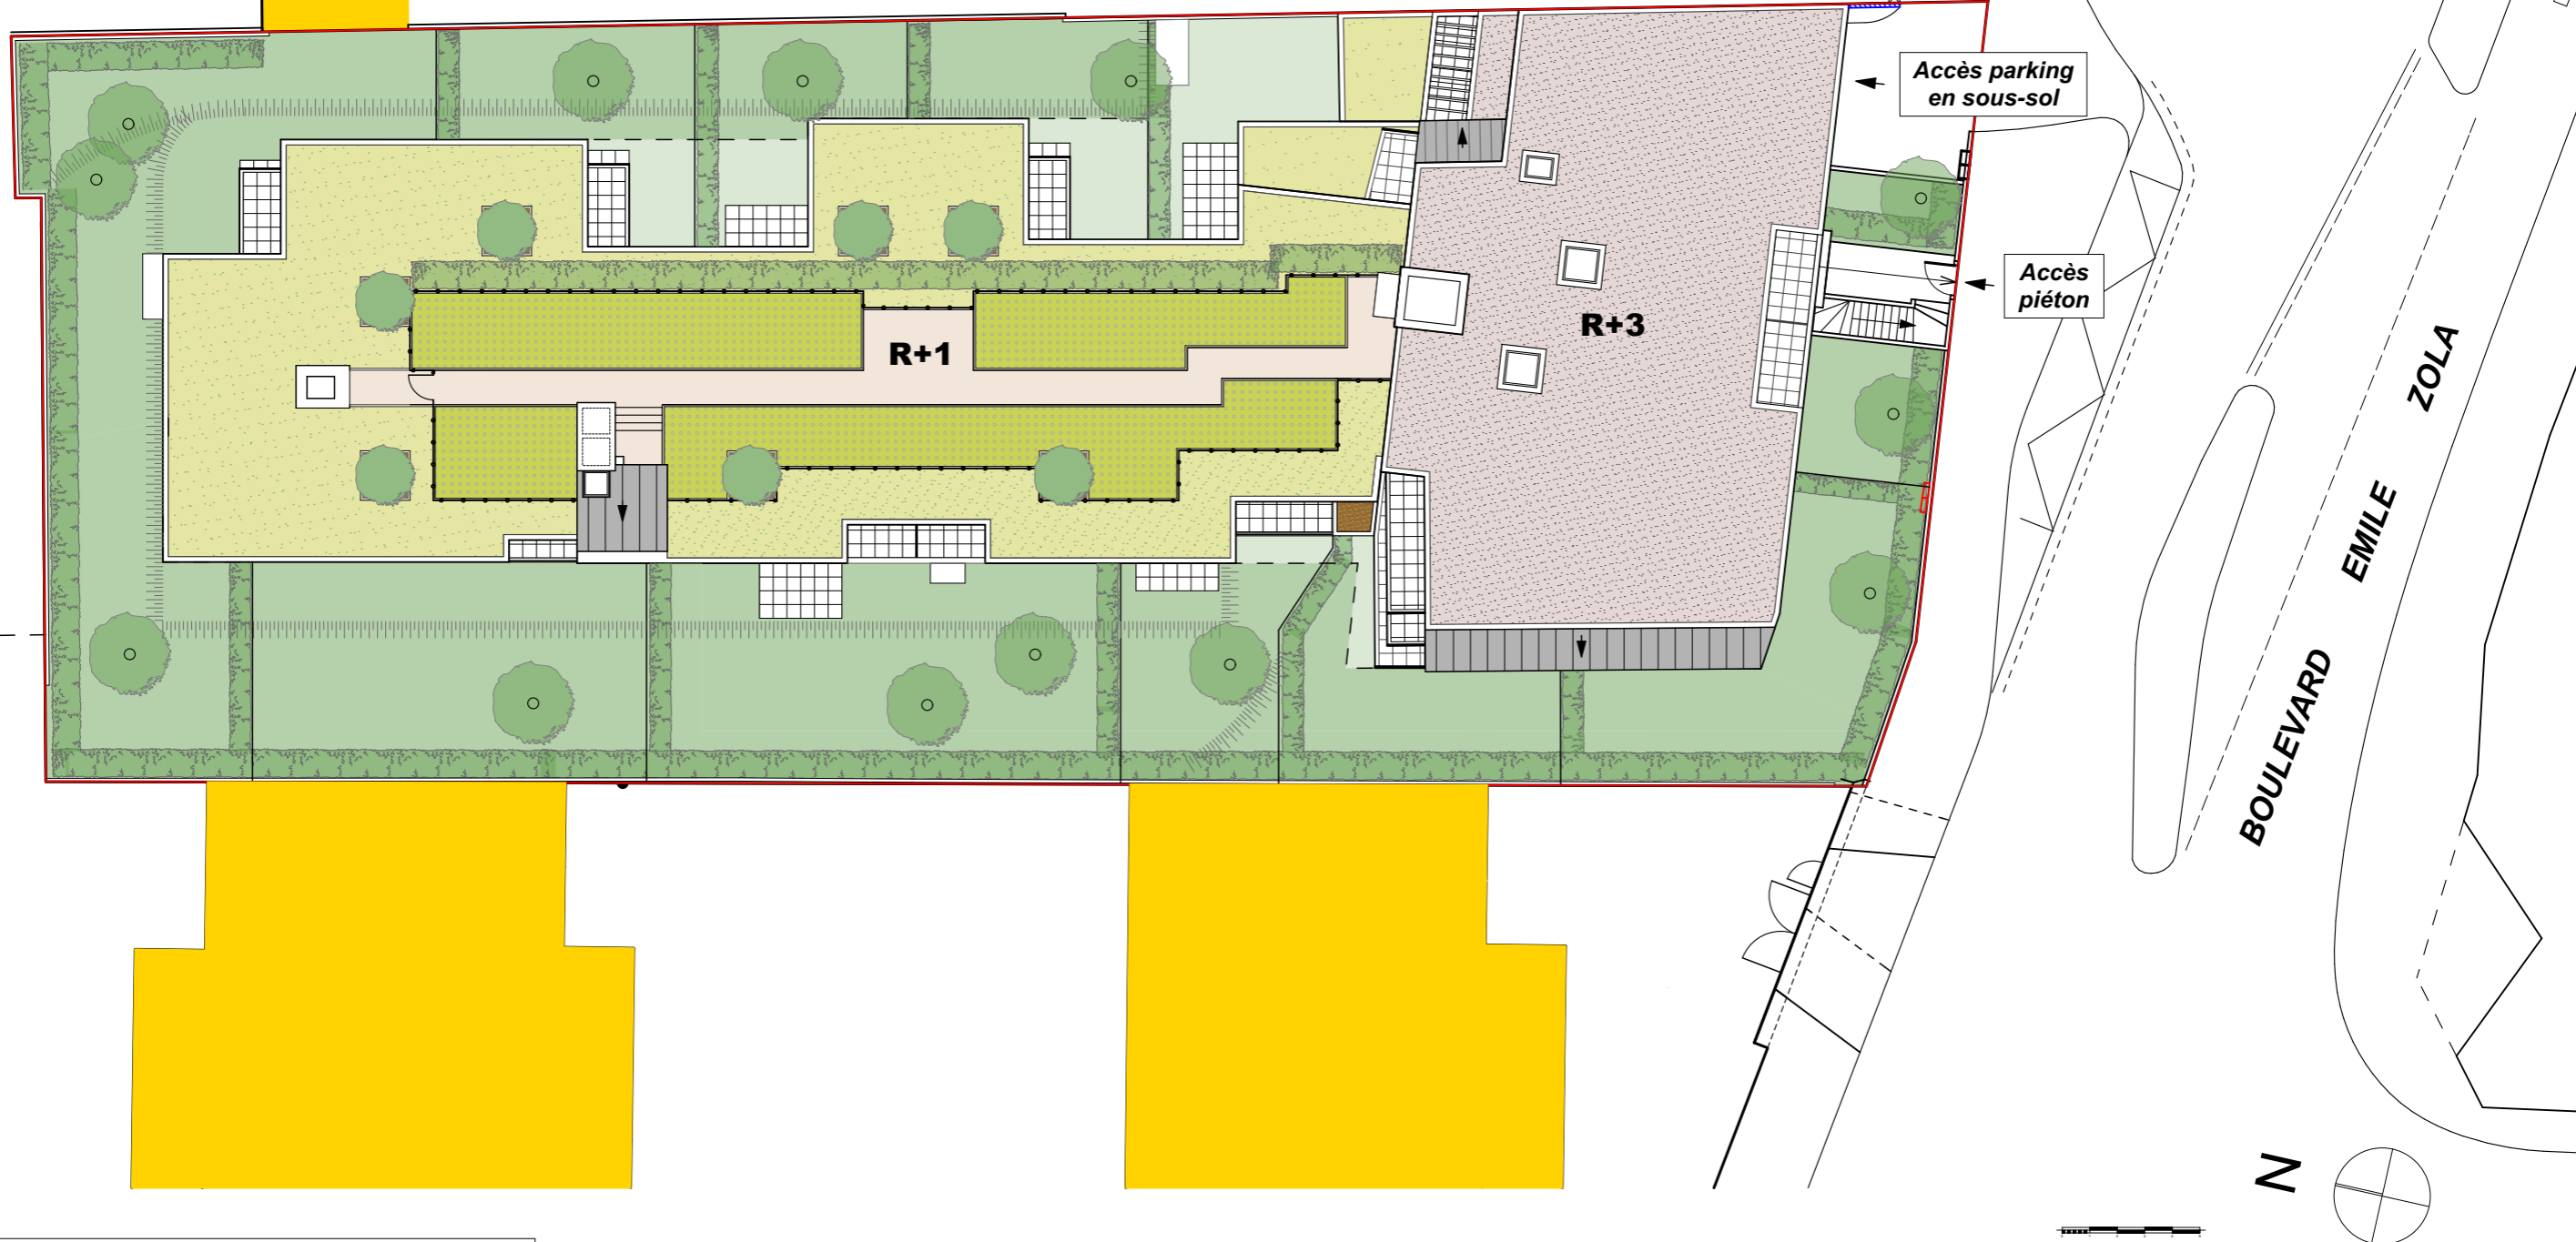 Accès parking
en sous-sol
Accès
piéton
R+3
R+1
BOULEVARD EMILE ZOLA
N